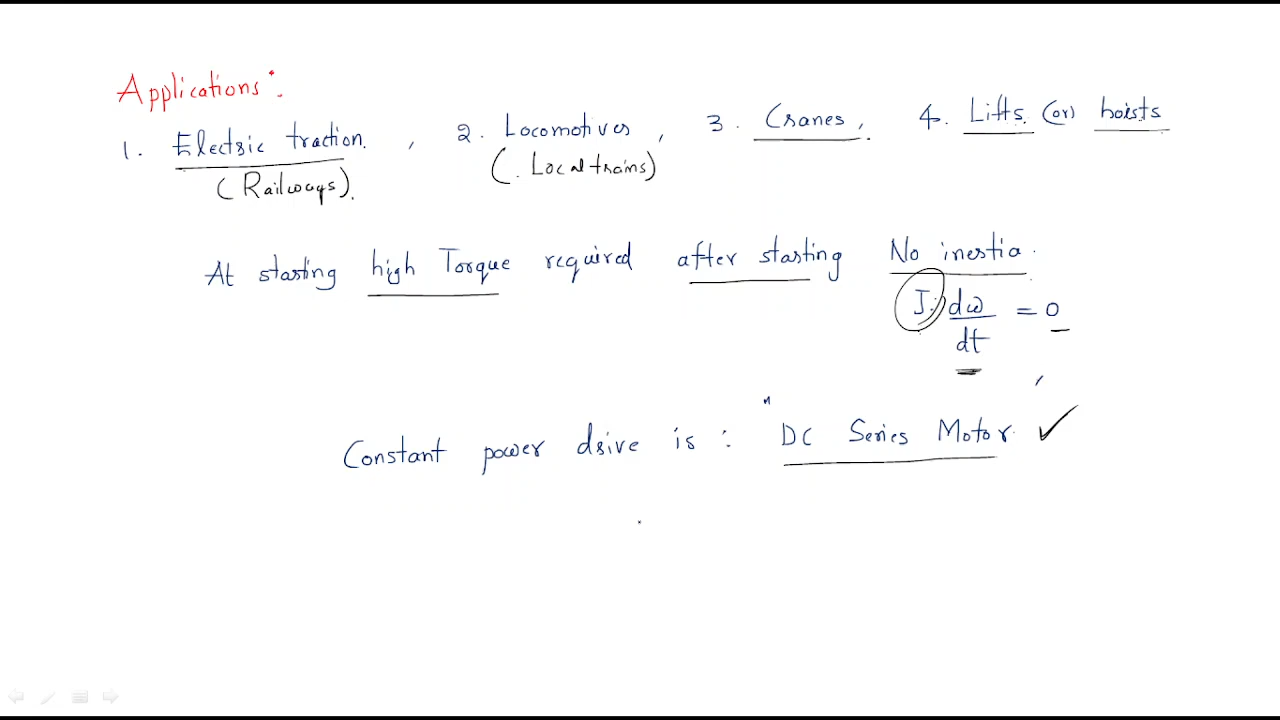 Applications:
1. Electric traction, 2. Locomotives, 3. Cranes, 4. Lifts (or) hoists
(Railways). (Local trains)
At starting high Torque required after starting No inertia.
J. dω/dt = 0
Constant power drive is : "DC Series Motor ✓